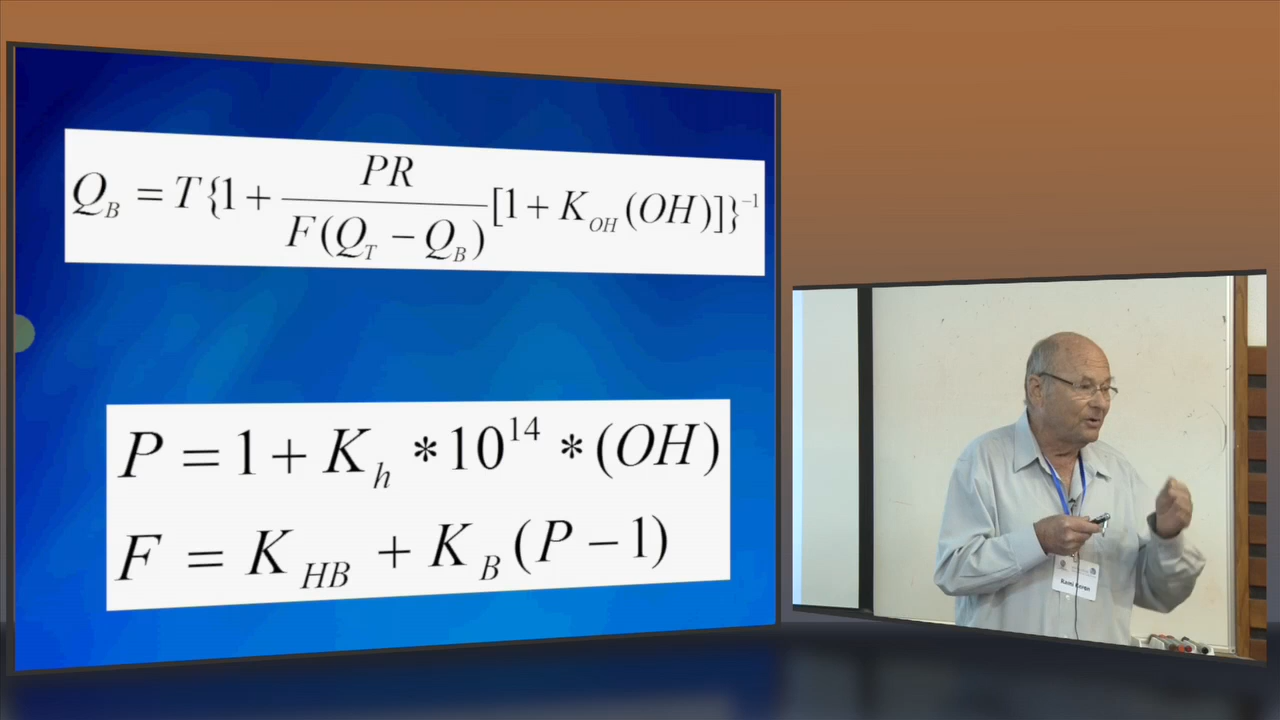 Q_B = T{1 + PR / F(Q_T − Q_B) [1 + K_OH (OH)]}^−1
P = 1 + K_h * 10^14 * (OH)
F = K_HB + K_B (P − 1)